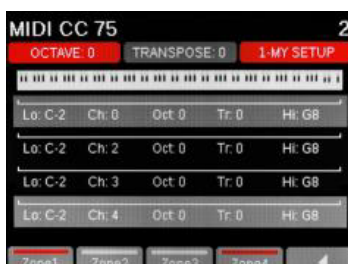 MIDI CC 75 2
OCTAVE: 0 TRANSPOSE: 0 1-MY SETUP
Lo: C-2 Ch: 0 Oct: 0 Tr: 0 Hi: G8
Lo: C-2 Ch: 2 Oct: 0 Tr: 0 Hi: G8
Lo: C-2 Ch: 3 Oct: 0 Tr: 0 Hi: G8
Lo: C-2 Ch: 4 Oct: 0 Tr: 0 Hi: G8
Zone1 Zone2 Zone3 Zone4